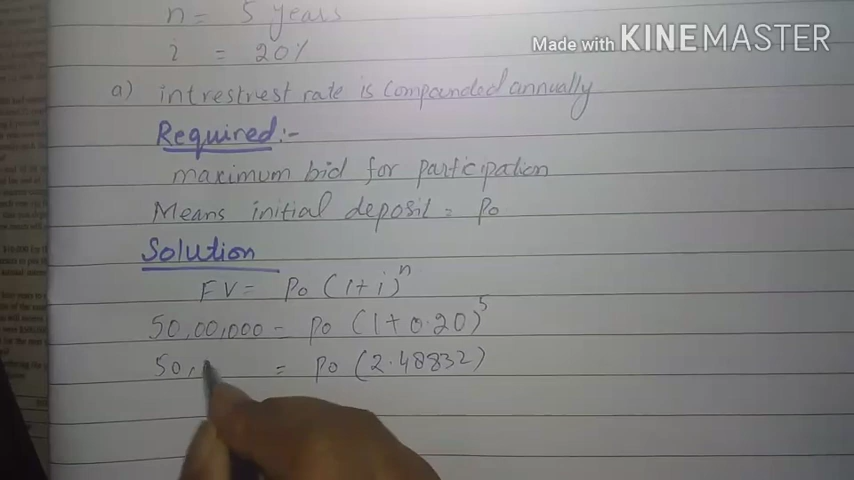 n = 5 years
Made with KINEMASTER
i = 20%
a) intrestrest rate is compounded annually
Required:-
maximum bid for participation
Means initial deposit = Po
Solution
FV = Po (1+i)^n
50,00,000 = Po (1+0.20)^5
50, = Po (2.48832)